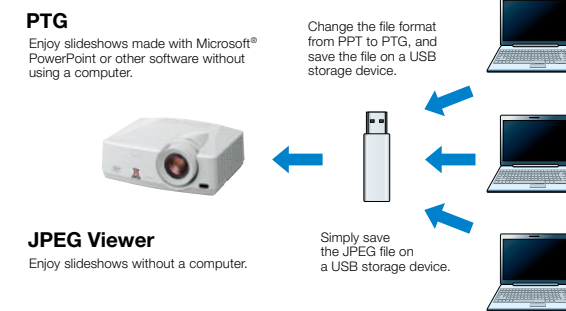 PTG
Enjoy slideshows made with Microsoft®
PowerPoint or other software without
using a computer.
Change the file format
from PPT to PTG, and
save the file on a USB
storage device.
JPEG Viewer
Enjoy slideshows without a computer.
Simply save
the JPEG file on
a USB storage device.